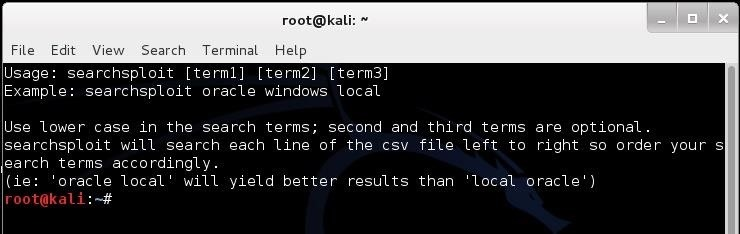 root@kali: ~
File Edit View Search Terminal Help
Usage: searchsploit [term1] [term2] [term3]
Example: searchsploit oracle windows local
Use lower case in the search terms; second and third terms are optional.
searchsploit will search each line of the csv file left to right so order your s
earch terms accordingly.
(ie: 'oracle local' will yield better results than 'local oracle')
root@kali:~#